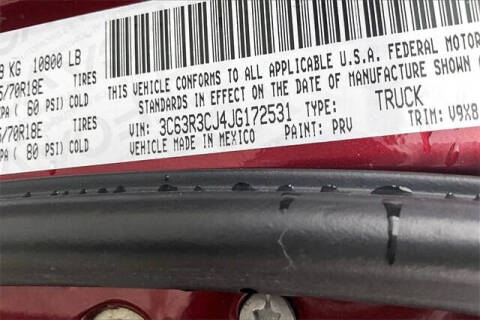 KG 10800 LB
/70R18E TIRES
PA ( 60 PSI) COLD
/70R18E TIRES
PA ( 80 PSI) COLD
THIS VEHICLE CONFORMS TO ALL APPLICABLE U.S.A. FEDERAL MOTOR
STANDARDS IN EFFECT ON THE DATE OF MANUFACTURE
VIN: 3C63R3CJ4JG172531 TYPE: TRUCK
VEHICLE MADE IN MEXICO PAINT: PRV TRIM: V9X8